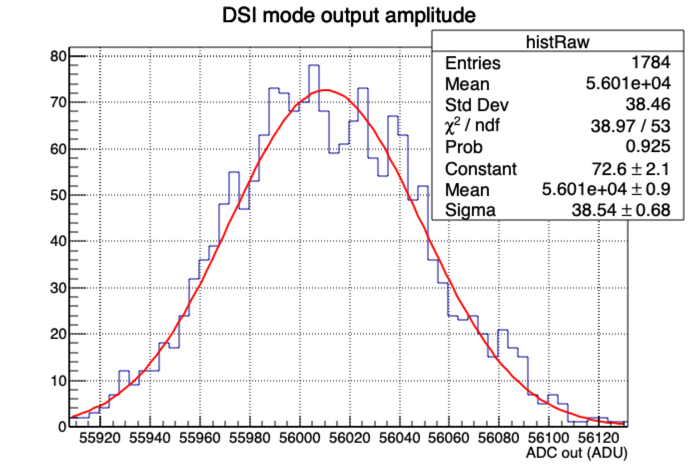 DSI mode output amplitude
histRaw
Entries 1784
Mean 5.601e+04
Std Dev 38.46
χ² / ndf 38.97 / 53
Prob 0.925
Constant 72.6 ± 2.1
Mean 5.601e+04 ± 0.9
Sigma 38.54 ± 0.68
80
70
60
50
40
30
20
10
0
55920 55940 55960 55980 56000 56020 56040 56060 56080 56100 56120
ADC out (ADU)